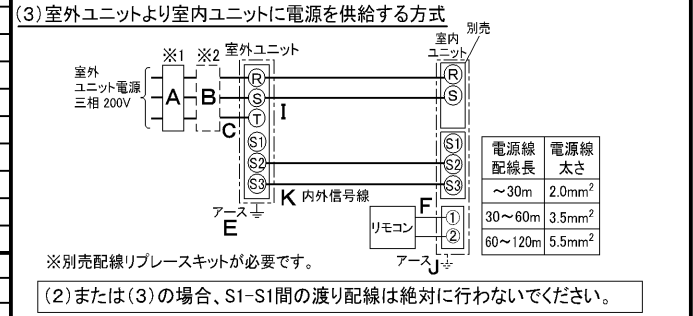 (3)室外ユニットより室内ユニットに電源を供給する方式
別売
※1 ※2 室外ユニット
室内
ユニット
室外
ユニット電源
三相 200V
A
B
C
R
S
T
S1
S2
S3
I
R
S
S1
S2
S3
K 内外信号線
アース
E
リモコン
F
①
②
アース
J
電源線
配線長
電源線
太さ
～30m 2.0mm²
30～60m 3.5mm²
60～120m 5.5mm²
※別売配線リプレースキットが必要です。
(2)または(3)の場合、S1-S1間の渡り配線は絶対に行わないでください。